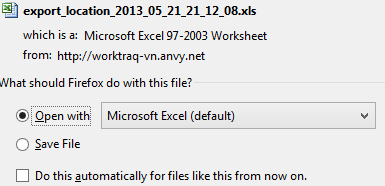 export_location_2013_05_21_21_12_08.xls
which is a: Microsoft Excel 97-2003 Worksheet
from: http://worktraq-vn.anvy.net
What should Firefox do with this file?
Open with Microsoft Excel (default)
Save File
Do this automatically for files like this from now on.